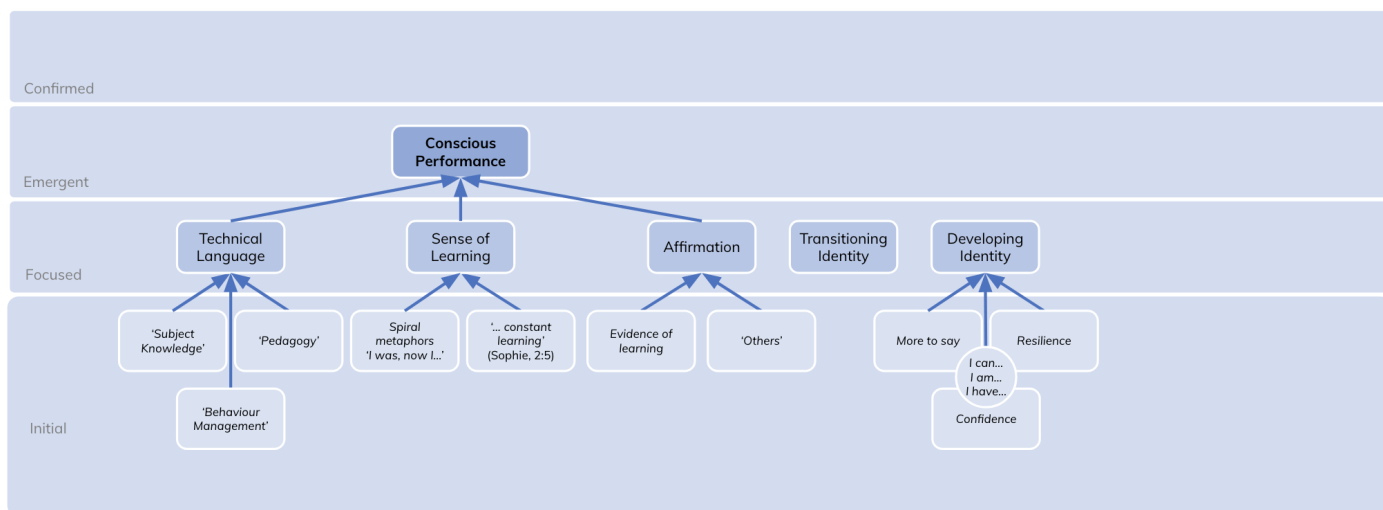 Confirmed
Conscious
Performance
Emergent
Technical
Language
Sense of
Learning
Affirmation
Transitioning
Identity
Developing
Identity
Focused
‘Subject
Knowledge’
‘Pedagogy’
Spiral
metaphors
‘I was, now I...’
‘... constant
learning’
(Sophie, 2:5)
Evidence of
learning
‘Others’
More to say
Resilience
I can...
I am...
I have...
‘Behaviour
Management’
Confidence
Initial